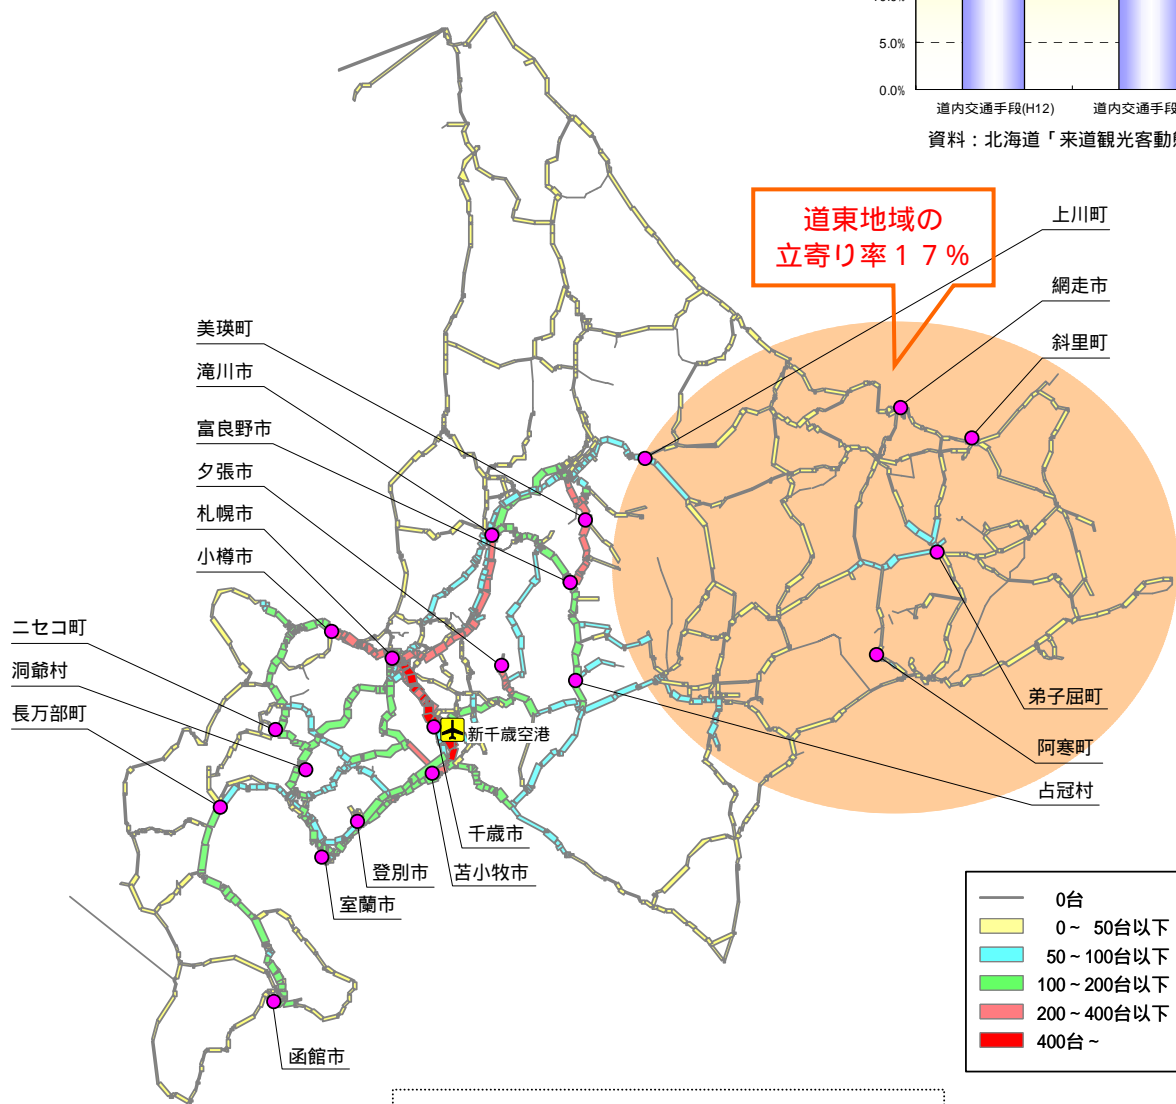 5.0%
0.0%
道内交通手段(H12)
道内交通手段
資料：北海道「来道観光客動
道東地域の
立寄り率１７％
上川町
網走市
斜里町
美瑛町
滝川市
富良野市
夕張市
札幌市
小樽市
ニセコ町
洞爺村
長万部町
新千歳空港
弟子屈町
阿寒町
占冠村
千歳市
登別市
苫小牧市
室蘭市
函館市
0台
0～ 50台以下
50～100台以下
100～200台以下
200～400台以下
400台～